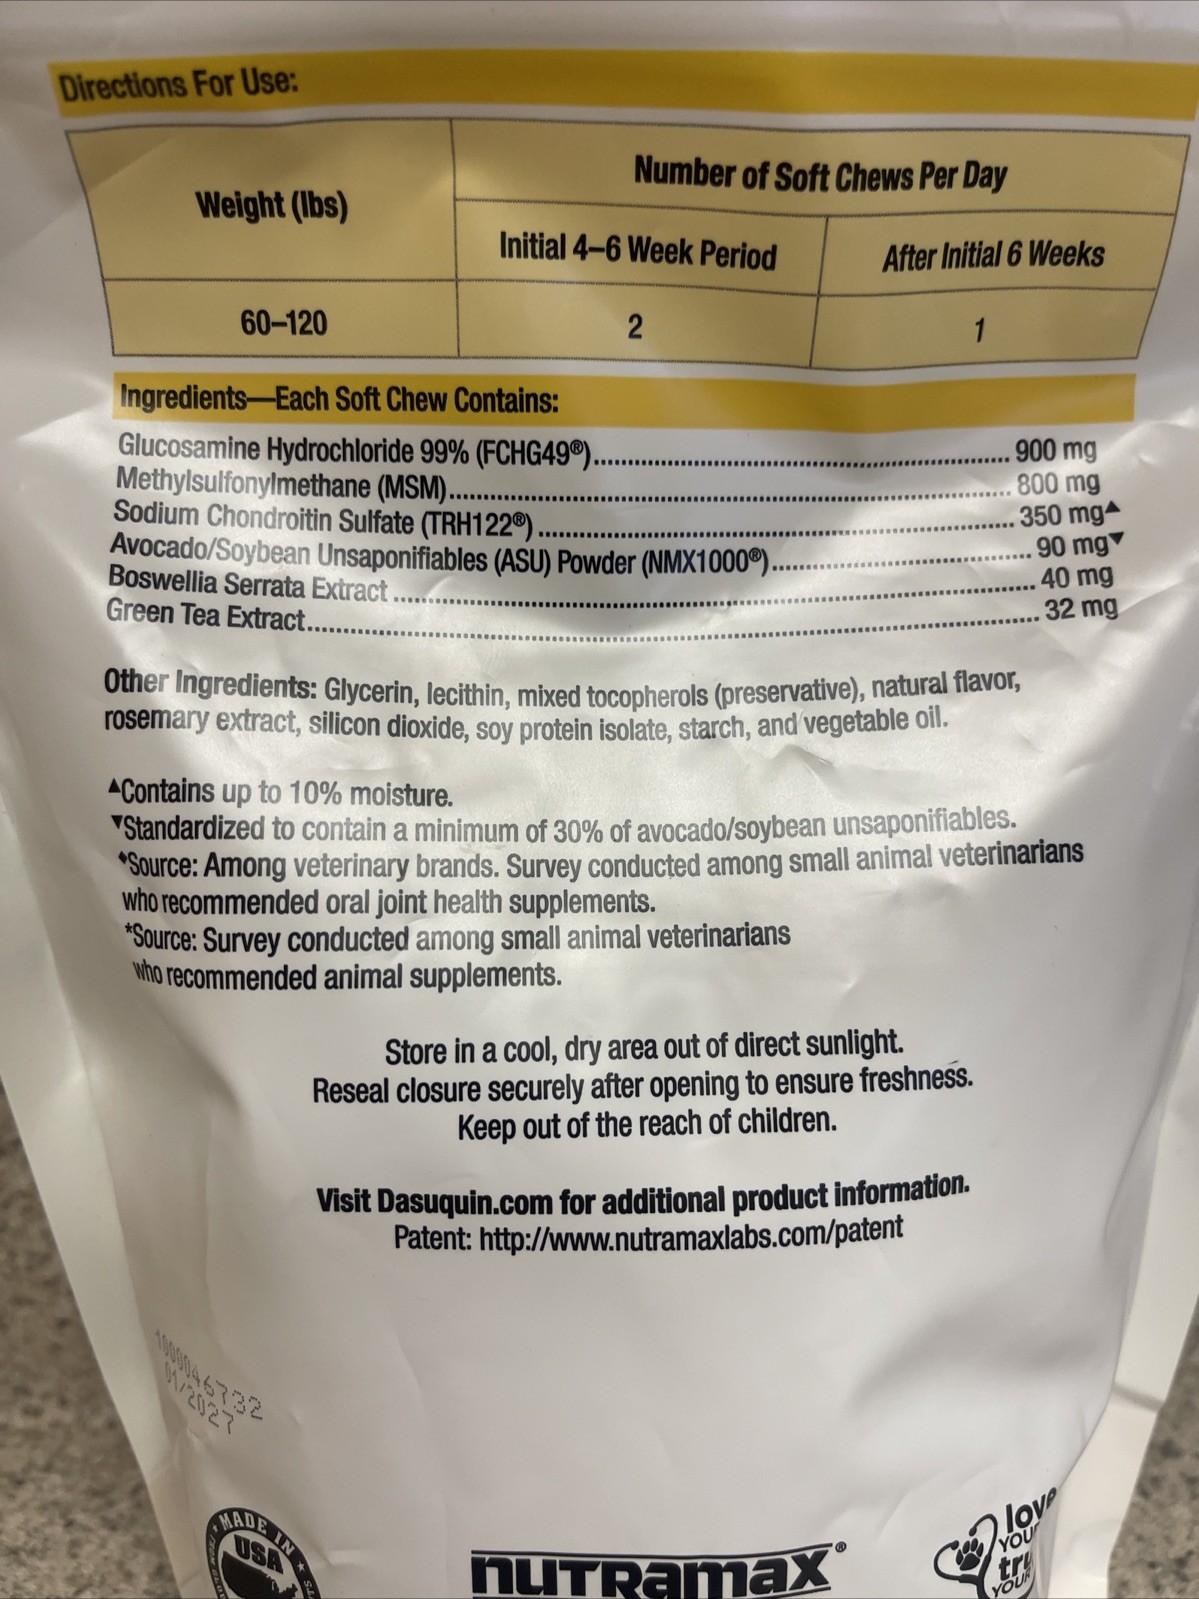 Directions For Use:
Weight (lbs)
Number of Soft Chews Per Day
Initial 4–6 Week Period
After Initial 6 Weeks
60–120
2
1
Ingredients—Each Soft Chew Contains:
Glucosamine Hydrochloride 99% (FCHG49®)........ 900 mg
Methylsulfonylmethane (MSM)........ 800 mg
Sodium Chondroitin Sulfate (TRH122®)........ 350 mg▲
Avocado/Soybean Unsaponifiables (ASU) Powder (NMX1000®)........ 90 mg▼
Boswellia Serrata Extract........ 40 mg
Green Tea Extract........ 32 mg
Other Ingredients: Glycerin, lecithin, mixed tocopherols (preservative), natural flavor,
rosemary extract, silicon dioxide, soy protein isolate, starch, and vegetable oil.
▲Contains up to 10% moisture.
▼Standardized to contain a minimum of 30% of avocado/soybean unsaponifiables.
♦Source: Among veterinary brands. Survey conducted among small animal veterinarians
who recommended oral joint health supplements.
*Source: Survey conducted among small animal veterinarians
who recommended animal supplements.
Store in a cool, dry area out of direct sunlight.
Reseal closure securely after opening to ensure freshness.
Keep out of the reach of children.
Visit Dasuquin.com for additional product information.
Patent: http://www.nutramaxlabs.com/patent
1000046732
01/2027
MADE IN
USA
nutramax®
love
YOUR